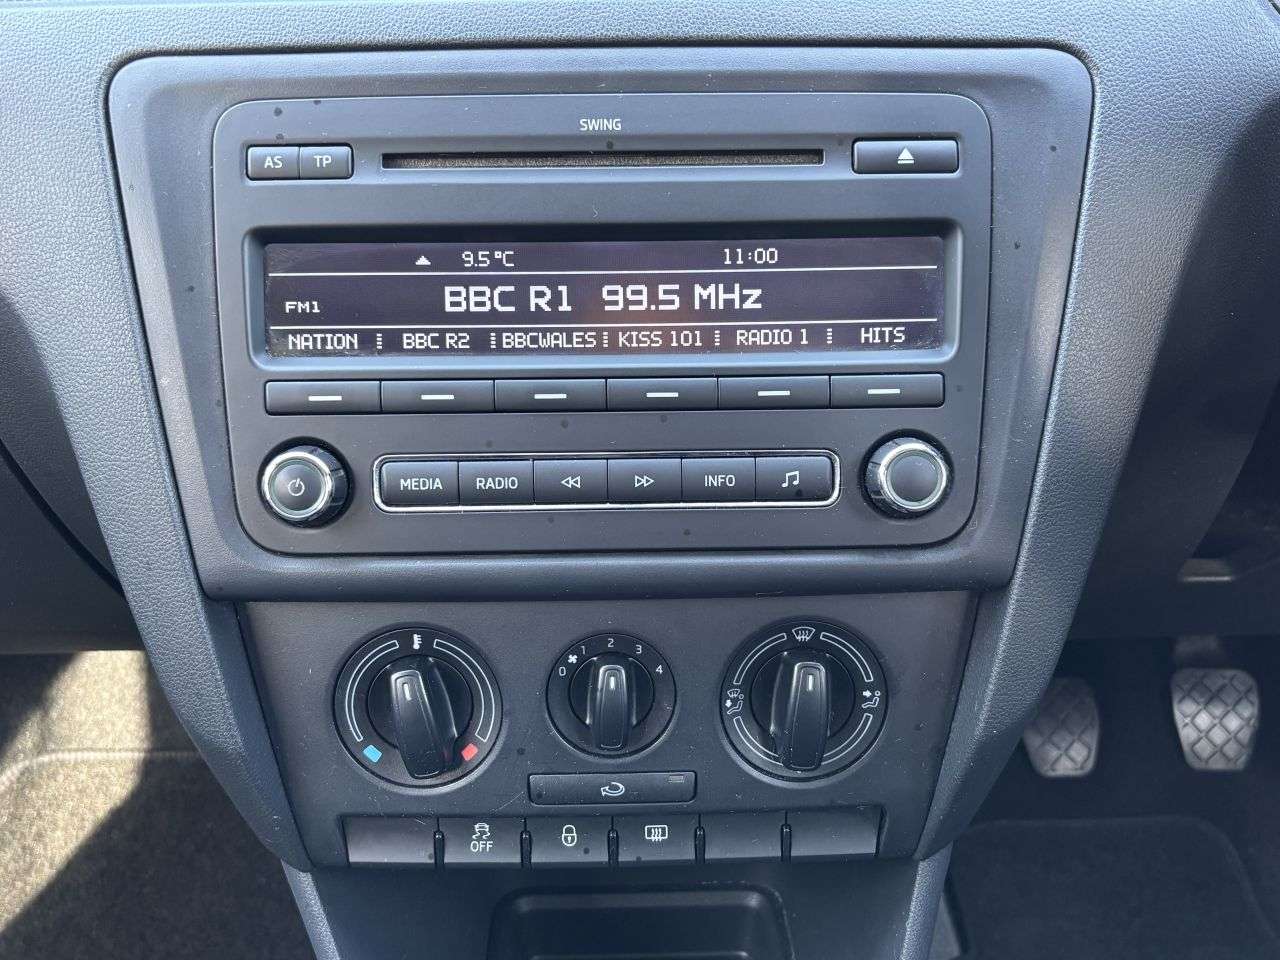 SWING
AS TP
9.5°C 11:00
FM1 BBC R1 99.5 MHz
NATION BBC R2 BBCWALES KISS 101 RADIO 1 HITS
MEDIA RADIO INFO
0 1 2 3 4
OFF